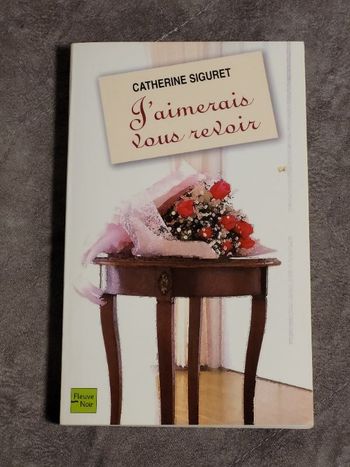 CATHERINE SIGURET
J'aimerais
vous revoir
Fleuve
Noir